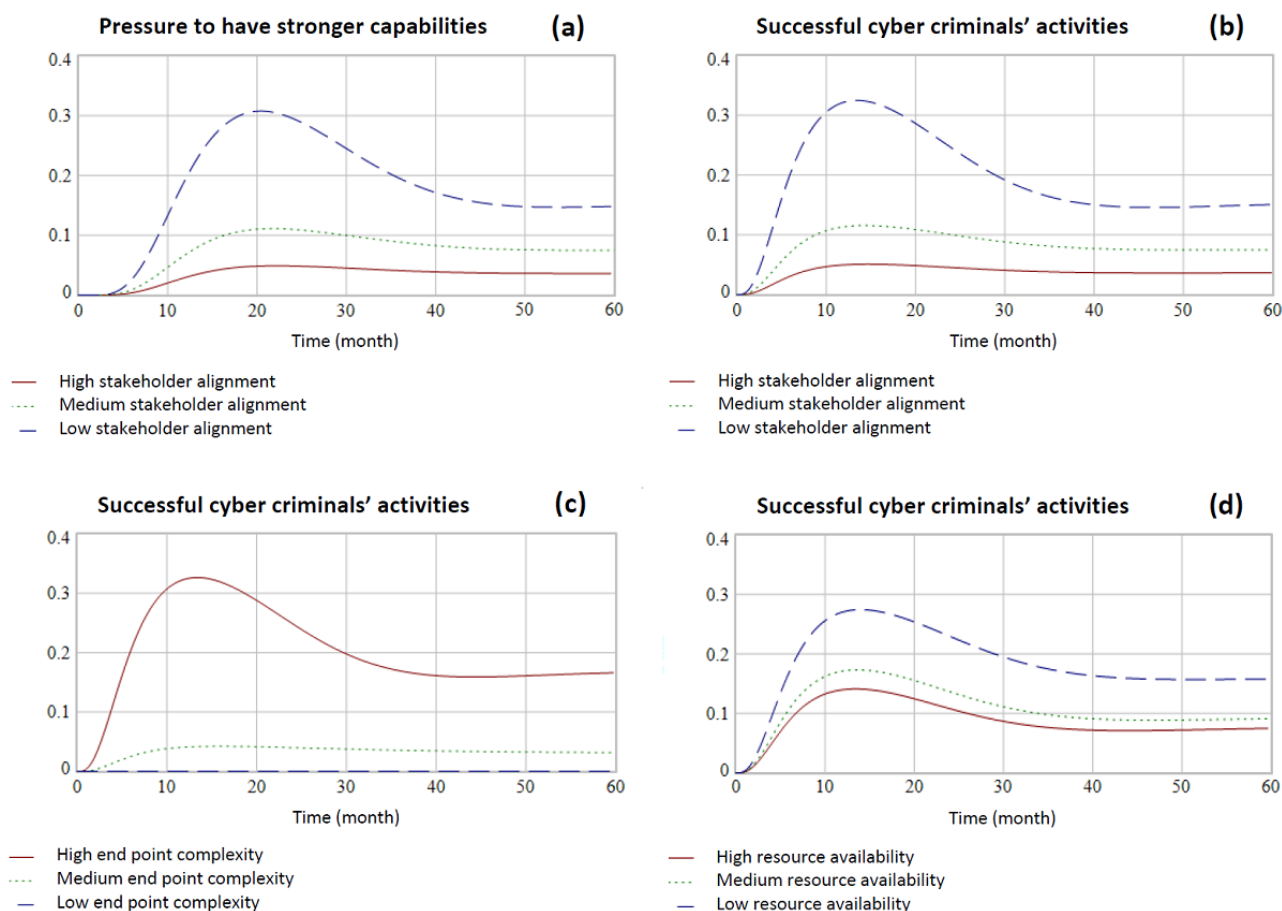 Pressure to have stronger capabilities (a)
0.4
0.3
0.2
0.1
0
0 10 20 30 40 50 60
Time (month)
High stakeholder alignment
Medium stakeholder alignment
Low stakeholder alignment
Successful cyber criminals' activities (b)
0.4
0.3
0.2
0.1
0
0 10 20 30 40 50 60
Time (month)
High stakeholder alignment
Medium stakeholder alignment
Low stakeholder alignment
Successful cyber criminals' activities (c)
0.4
0.3
0.2
0.1
0
0 10 20 30 40 50 60
Time (month)
High end point complexity
Medium end point complexity
Low end point complexity
Successful cyber criminals' activities (d)
0.4
0.3
0.2
0.1
0
0 10 20 30 40 50 60
Time (month)
High resource availability
Medium resource availability
Low resource availability